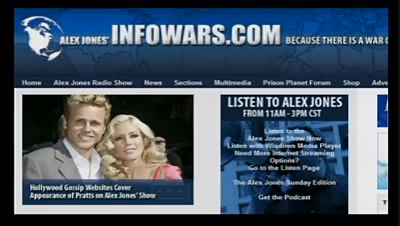 ALEX JONES' INFOWARS.COM
BECAUSE THERE IS A WAR
Home Alex Jones Radio Show News Sections Multimedia Prison Planet Forum Shop
LISTEN TO ALEX JONES
FROM 11AM - 3PM CST
Listen to the
Alex Jones Show Now
Listen with Windows Media Player
Need More Internet Streaming
Options?
Go to the Listen Page
The Alex Jones Sunday Edition
Get the Podcast
Hollywood Gossip Websites Cover
Appearance of Pratts on Alex Jones' Show